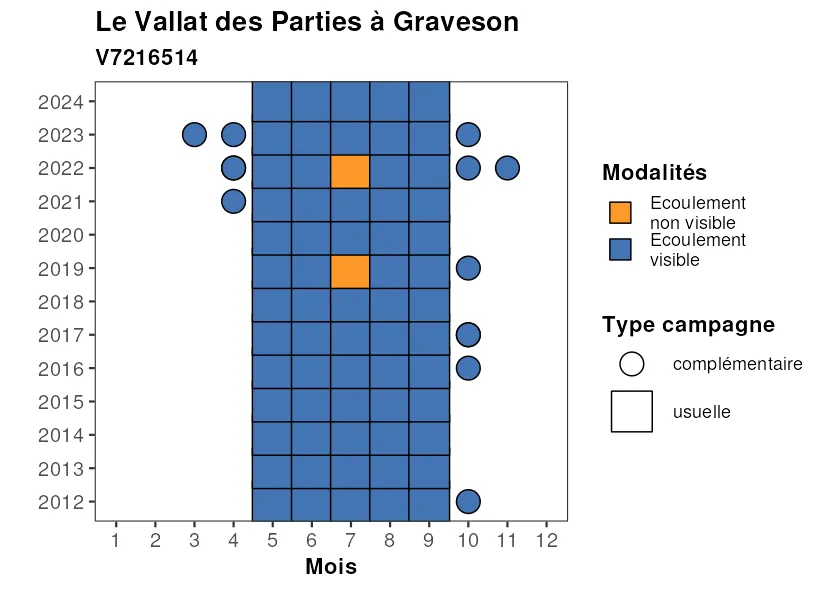 Le Vallat des Parties à Graveson
V7216514
2024
2023
2022
2021
2020
2019
2018
2017
2016
2015
2014
2013
2012
1 2 3 4 5 6 7 8 9 10 11 12
Mois
Modalités
Ecoulement
non visible
Ecoulement
visible
Type campagne
complémentaire
usuelle